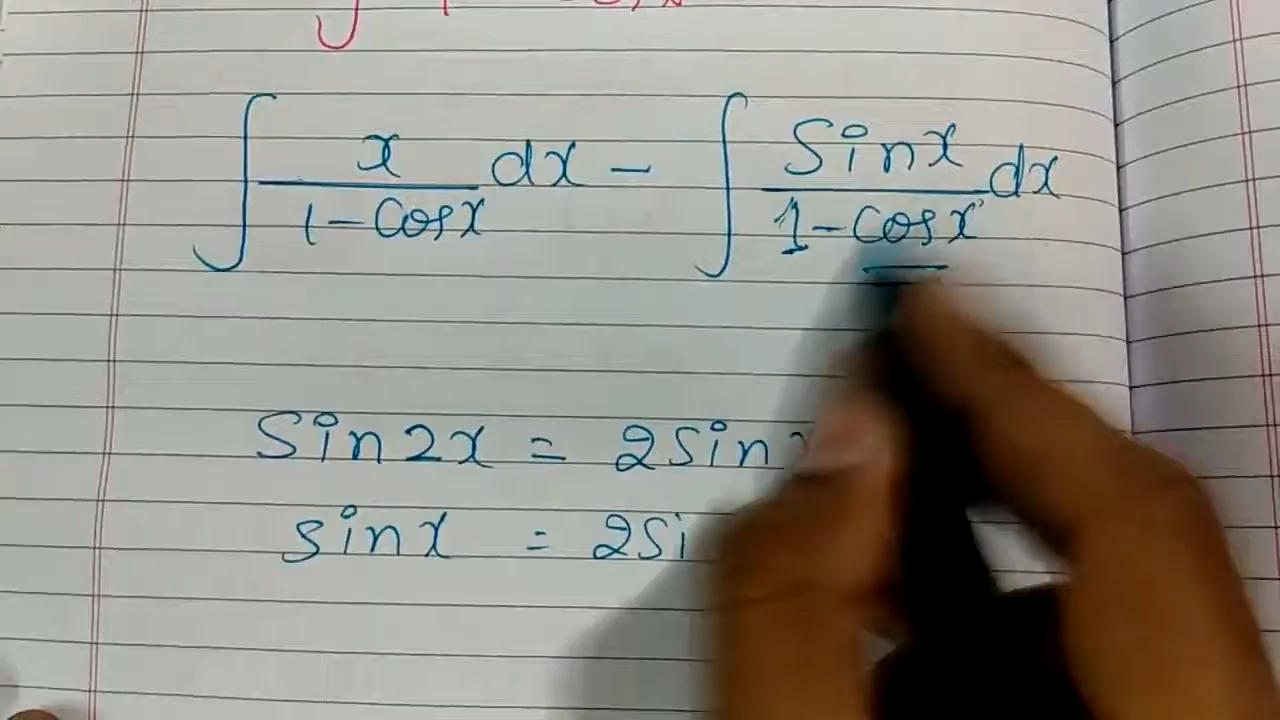 ∫ x/(1-cosx) dx - ∫ Sinx/(1-cosx) dx
Sin2x = 2sin
sinx = 2si